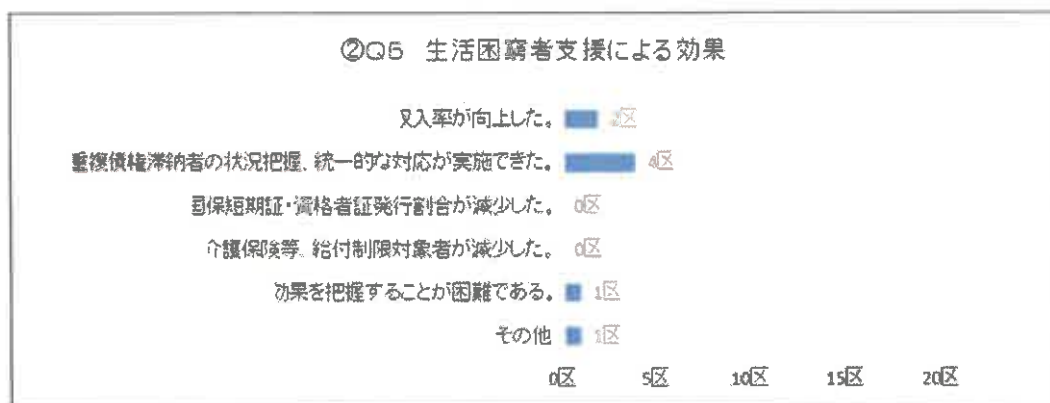 ②Q5 生活困窮者支援による効果
収入率が向上した。 2区
重複債権滞納者の状況把握、統一的な対応が実施できた。 4区
国保短期証・資格者証発行割合が減少した。 0区
介護保険等、給付制限対象者が減少した。 0区
効果を把握することが困難である。 1区
その他 1区
0区 5区 10区 15区 20区